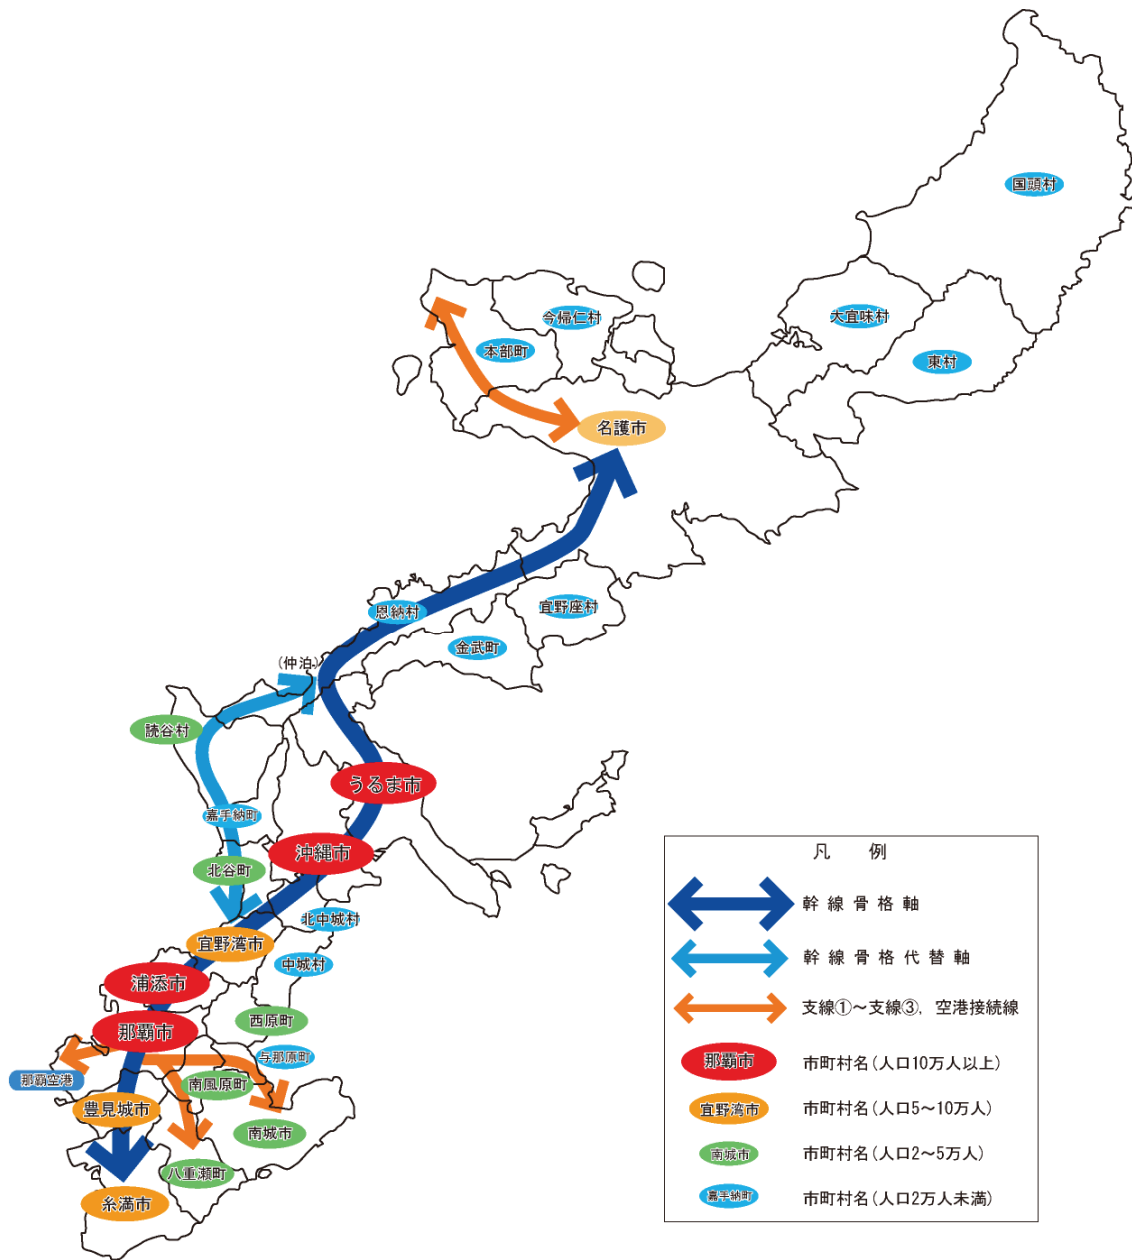 国頭村
大宜味村
今帰仁村
本部町
東村
名護市
宜野座村
恩納村
金武町
(仲泊)
読谷村
うるま市
嘉手納町
沖縄市
北谷町
北中城村
宜野湾市
中城村
浦添市
西原町
那覇市
与那原町
那覇空港
南風原町
豊見城市
南城市
八重瀬町
糸満市
凡 例
幹線骨格軸
幹線骨格代替軸
支線①~支線③, 空港接続線
那覇市 市町村名(人口10万人以上)
宜野湾市 市町村名(人口5~10万人)
南城市 市町村名(人口2~5万人)
嘉手納町 市町村名(人口2万人未満)